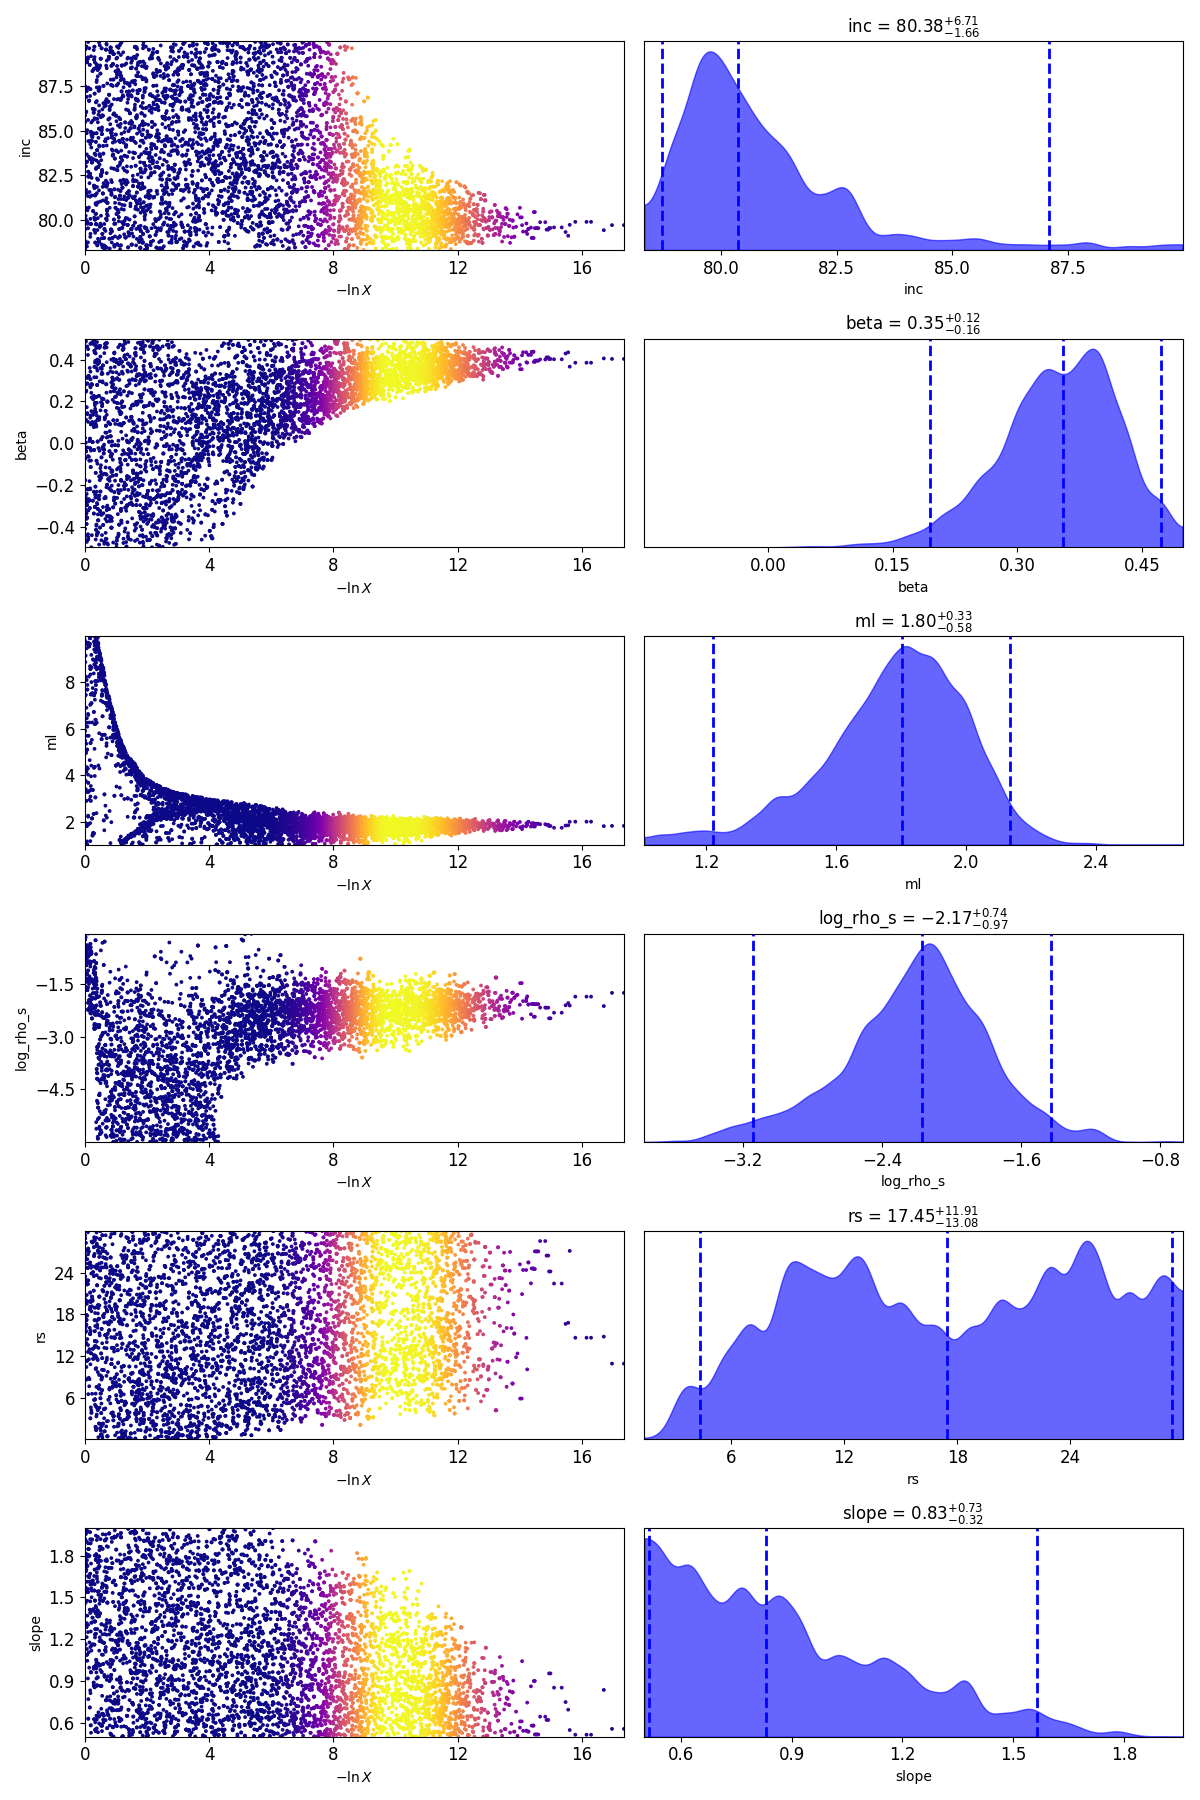 inc = 80.38+6.71−1.66
87.5
85.0
82.5
80.0
inc
0 4 8 12 16
−ln X
80.0 82.5 85.0 87.5
inc
beta = 0.35+0.12−0.16
0.4
0.2
0.0
−0.2
−0.4
beta
0 4 8 12 16
−ln X
0.00 0.15 0.30 0.45
beta
ml = 1.80+0.33−0.58
8
6
4
2
ml
0 4 8 12 16
−ln X
1.2 1.6 2.0 2.4
ml
log_rho_s = −2.17+0.74−0.97
−1.5
−3.0
−4.5
log_rho_s
0 4 8 12 16
−ln X
−3.2 −2.4 −1.6 −0.8
log_rho_s
rs = 17.45+11.91−13.08
24
18
12
6
rs
0 4 8 12 16
−ln X
6 12 18 24
rs
slope = 0.83+0.73−0.32
1.8
1.5
1.2
0.9
0.6
slope
0 4 8 12 16
−ln X
0.6 0.9 1.2 1.5 1.8
slope